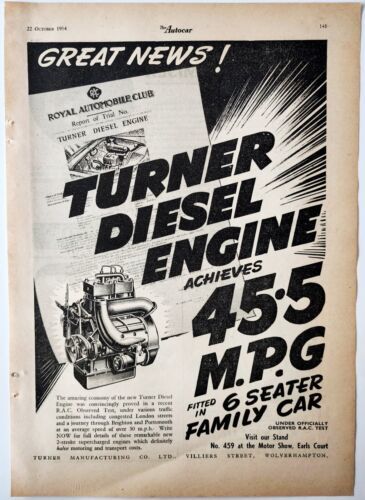 22 OCTOBER 1954
The Autocar
GREAT NEWS!
ROYAL AUTOMOBILE CLUB
Report of Trial No.
TURNER DIESEL ENGINE
TURNER
DIESEL
ENGINE
ACHIEVES
45·5
M.P.G
FITTED IN 6 SEATER
FAMILY CAR
UNDER OFFICIALLY
OBSERVED R.A.C. TEST
The amazing economy of the new Turner Diesel
Engine was convincingly proved in a recent
R.A.C. Observed Test, under various traffic
conditions including congested London streets
and a journey through Brighton and Portsmouth
at an average speed of over 30 m.p.h. Write
NOW for full details of these remarkable new
2-stroke supercharged engines which definitely
halve motoring and transport costs.
Visit our Stand
No. 459 at the Motor Show, Earls Court
TURNER MANUFACTURING CO. LTD., VILLIERS STREET, WOLVERHAMPTON.